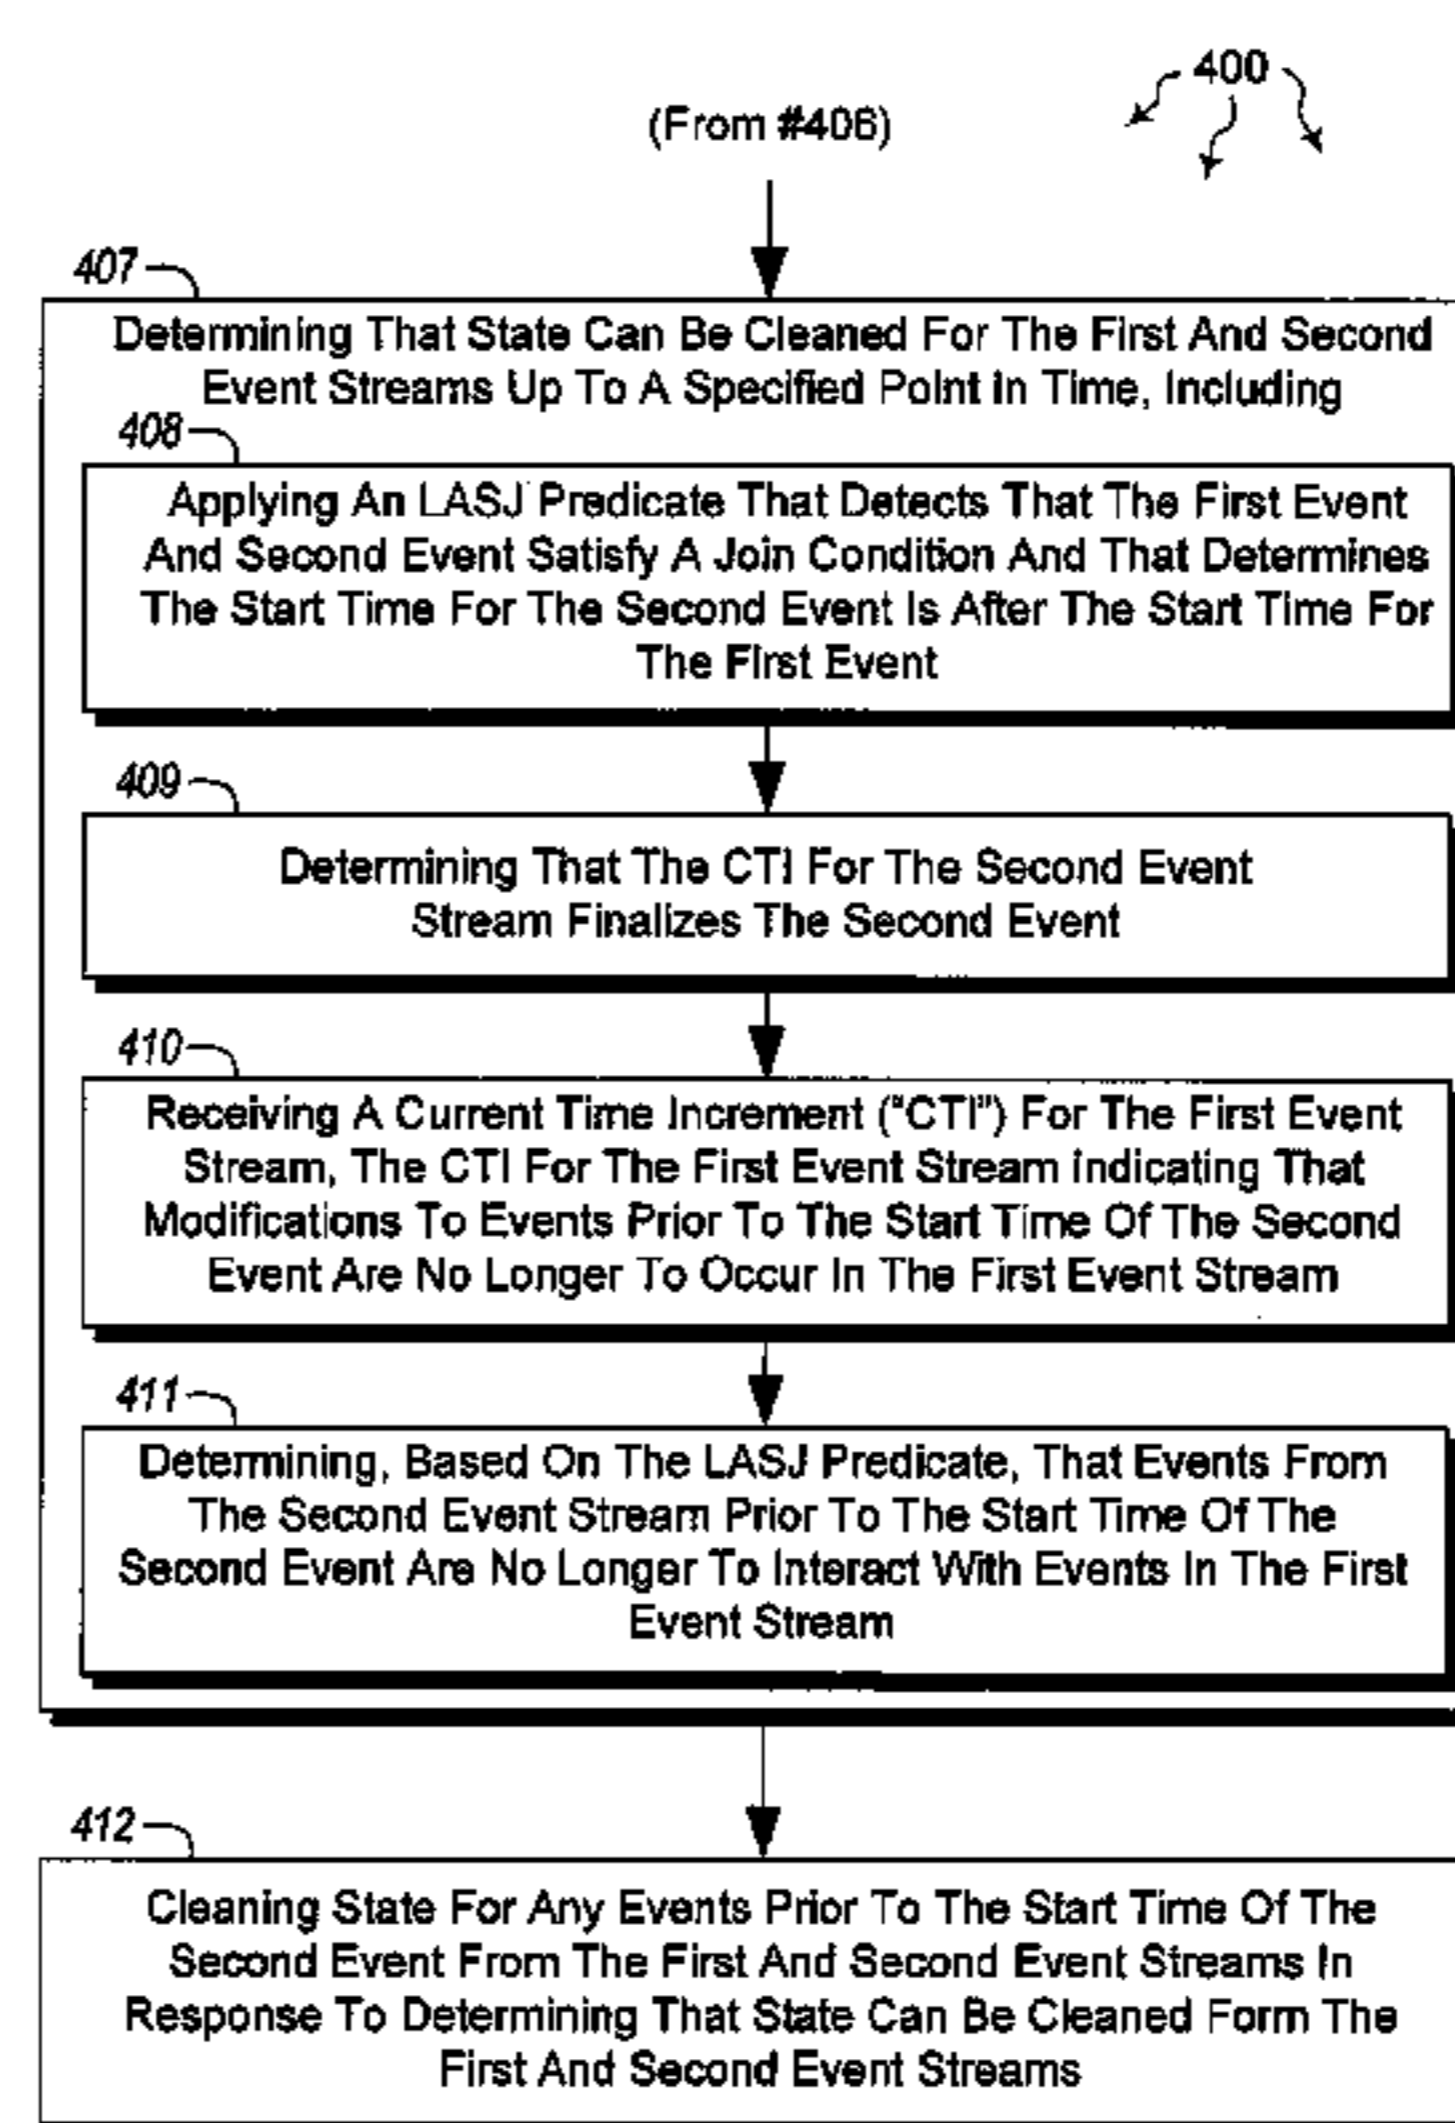 400
(From #406)
407
Determining That State Can Be Cleaned For The First And Second
Event Streams Up To A Specified Point In Time, Including
408
Applying An LASJ Predicate That Detects That The First Event
And Second Event Satisfy A Join Condition And That Determines
The Start Time For The Second Event Is After The Start Time For
The First Event
409
Determining That The CTI For The Second Event
Stream Finalizes The Second Event
410
Receiving A Current Time Increment ("CTI") For The First Event
Stream, The CTI For The First Event Stream Indicating That
Modifications To Events Prior To The Start Time Of The Second
Event Are No Longer To Occur In The First Event Stream
411
Determining, Based On The LASJ Predicate, That Events From
The Second Event Stream Prior To The Start Time Of The
Second Event Are No Longer To Interact With Events In The First
Event Stream
412
Cleaning State For Any Events Prior To The Start Time Of The
Second Event From The First And Second Event Streams In
Response To Determining That State Can Be Cleaned Form The
First And Second Event Streams